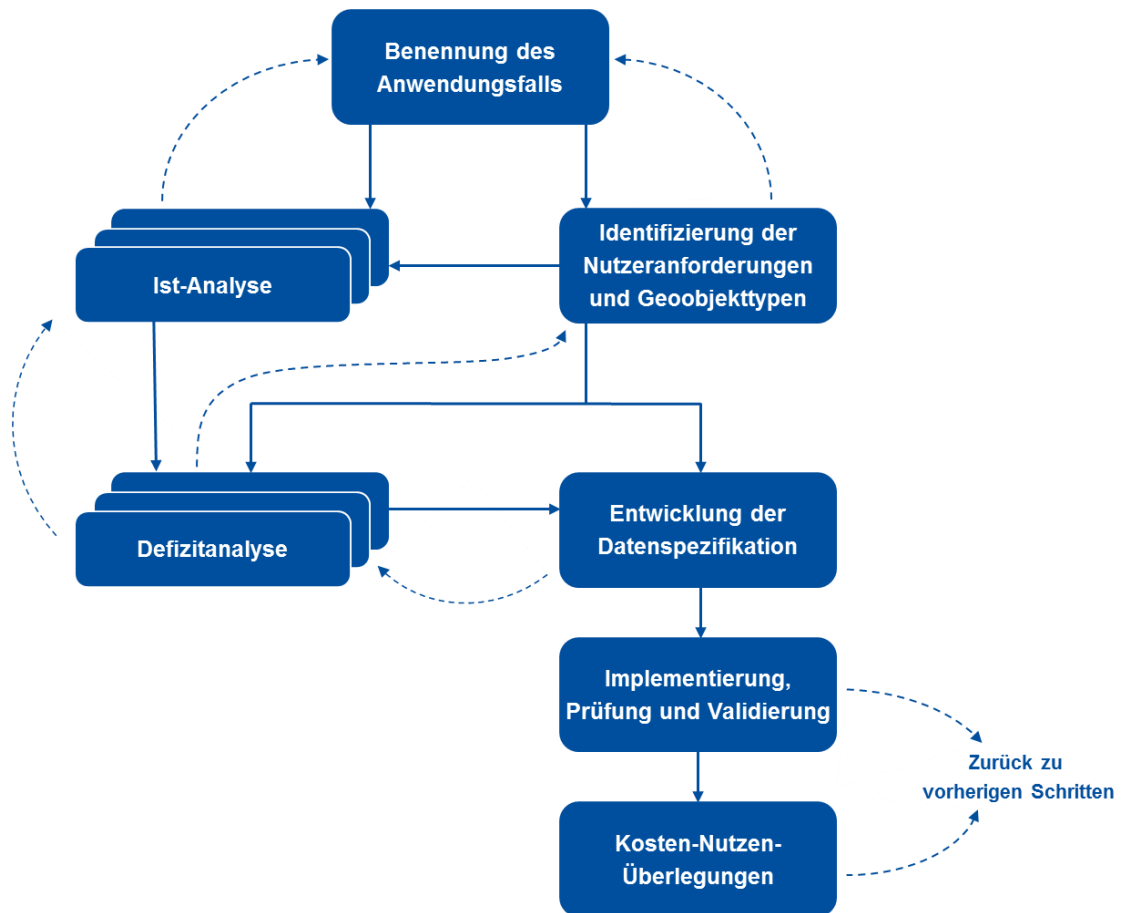 Benennung des
Anwendungsfalls
Identifizierung der
Nutzeranforderungen
und Geoobjekttypen
Ist-Analyse
Defizitanalyse
Entwicklung der
Datenspezifikation
Implementierung,
Prüfung und Validierung
Zurück zu
vorherigen Schritten
Kosten-Nutzen-
Überlegungen